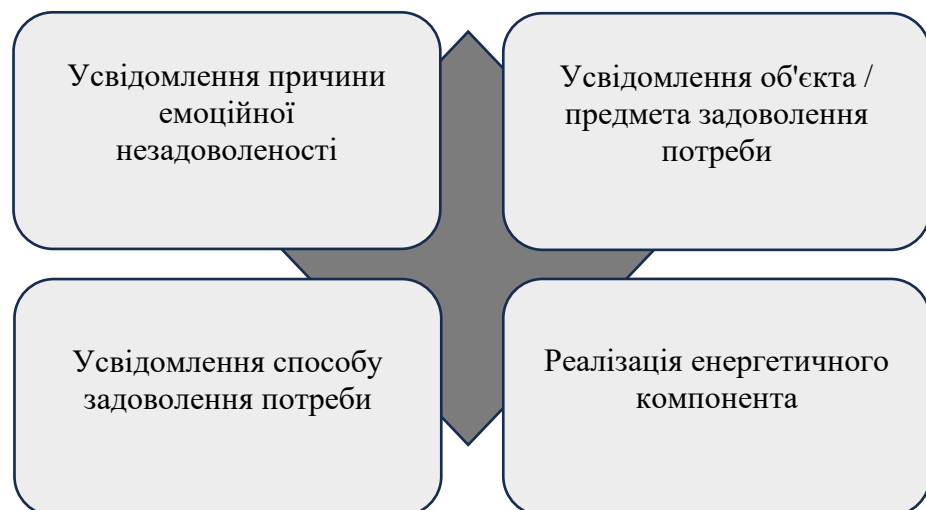 Усвідомлення причини
емоційної
незадоволеності
Усвідомлення об'єкта /
предмета задоволення
потреби
Усвідомлення способу
задоволення потреби
Реалізація енергетичного
компонента